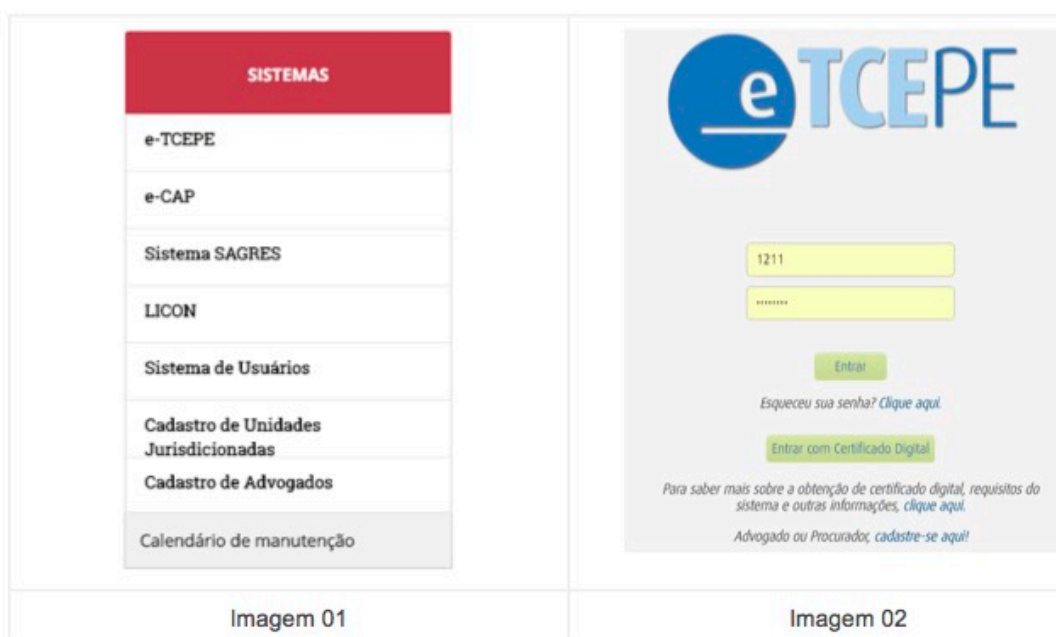 SISTEMAS
e-TCEPE
e-CAP
Sistema SAGRES
LICON
Sistema de Usuários
Cadastro de Unidades
Jurisdicionadas
Cadastro de Advogados
Calendário de manutenção
Imagem 01
e TCEPE
1211
Entrar
Esqueceu sua senha? Clique aqui.
Entrar com Certificado Digital
Para saber mais sobre a obtenção de certificado digital, requisitos do
sistema e outras informações, clique aqui.
Advogado ou Procurador, cadastre-se aqui!
Imagem 02